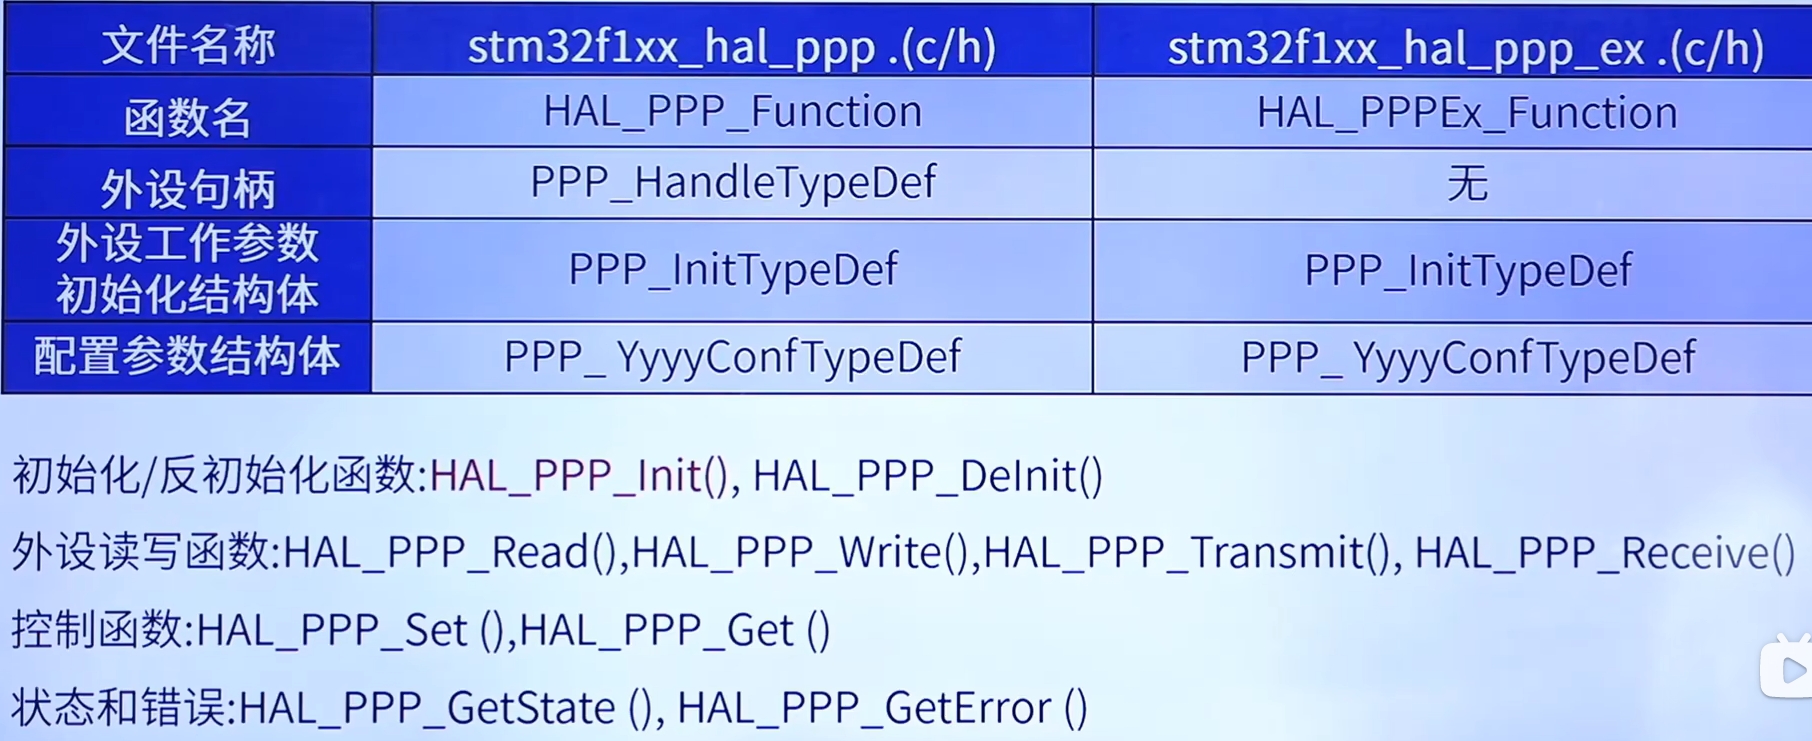 文件名称 stm32f1xx_hal_ppp .(c/h) stm32f1xx_hal_ppp_ex .(c/h)
函数名 HAL_PPP_Function HAL_PPPEx_Function
外设句柄 PPP_HandleTypeDef 无
外设工作参数
初始化结构体 PPP_InitTypeDef PPP_InitTypeDef
配置参数结构体 PPP_ YyyyConfTypeDef PPP_ YyyyConfTypeDef
初始化/反初始化函数:HAL_PPP_Init(), HAL_PPP_DeInit()
外设读写函数:HAL_PPP_Read(),HAL_PPP_Write(),HAL_PPP_Transmit(), HAL_PPP_Receive()
控制函数:HAL_PPP_Set (),HAL_PPP_Get ()
状态和错误:HAL_PPP_GetState (), HAL_PPP_GetError ()